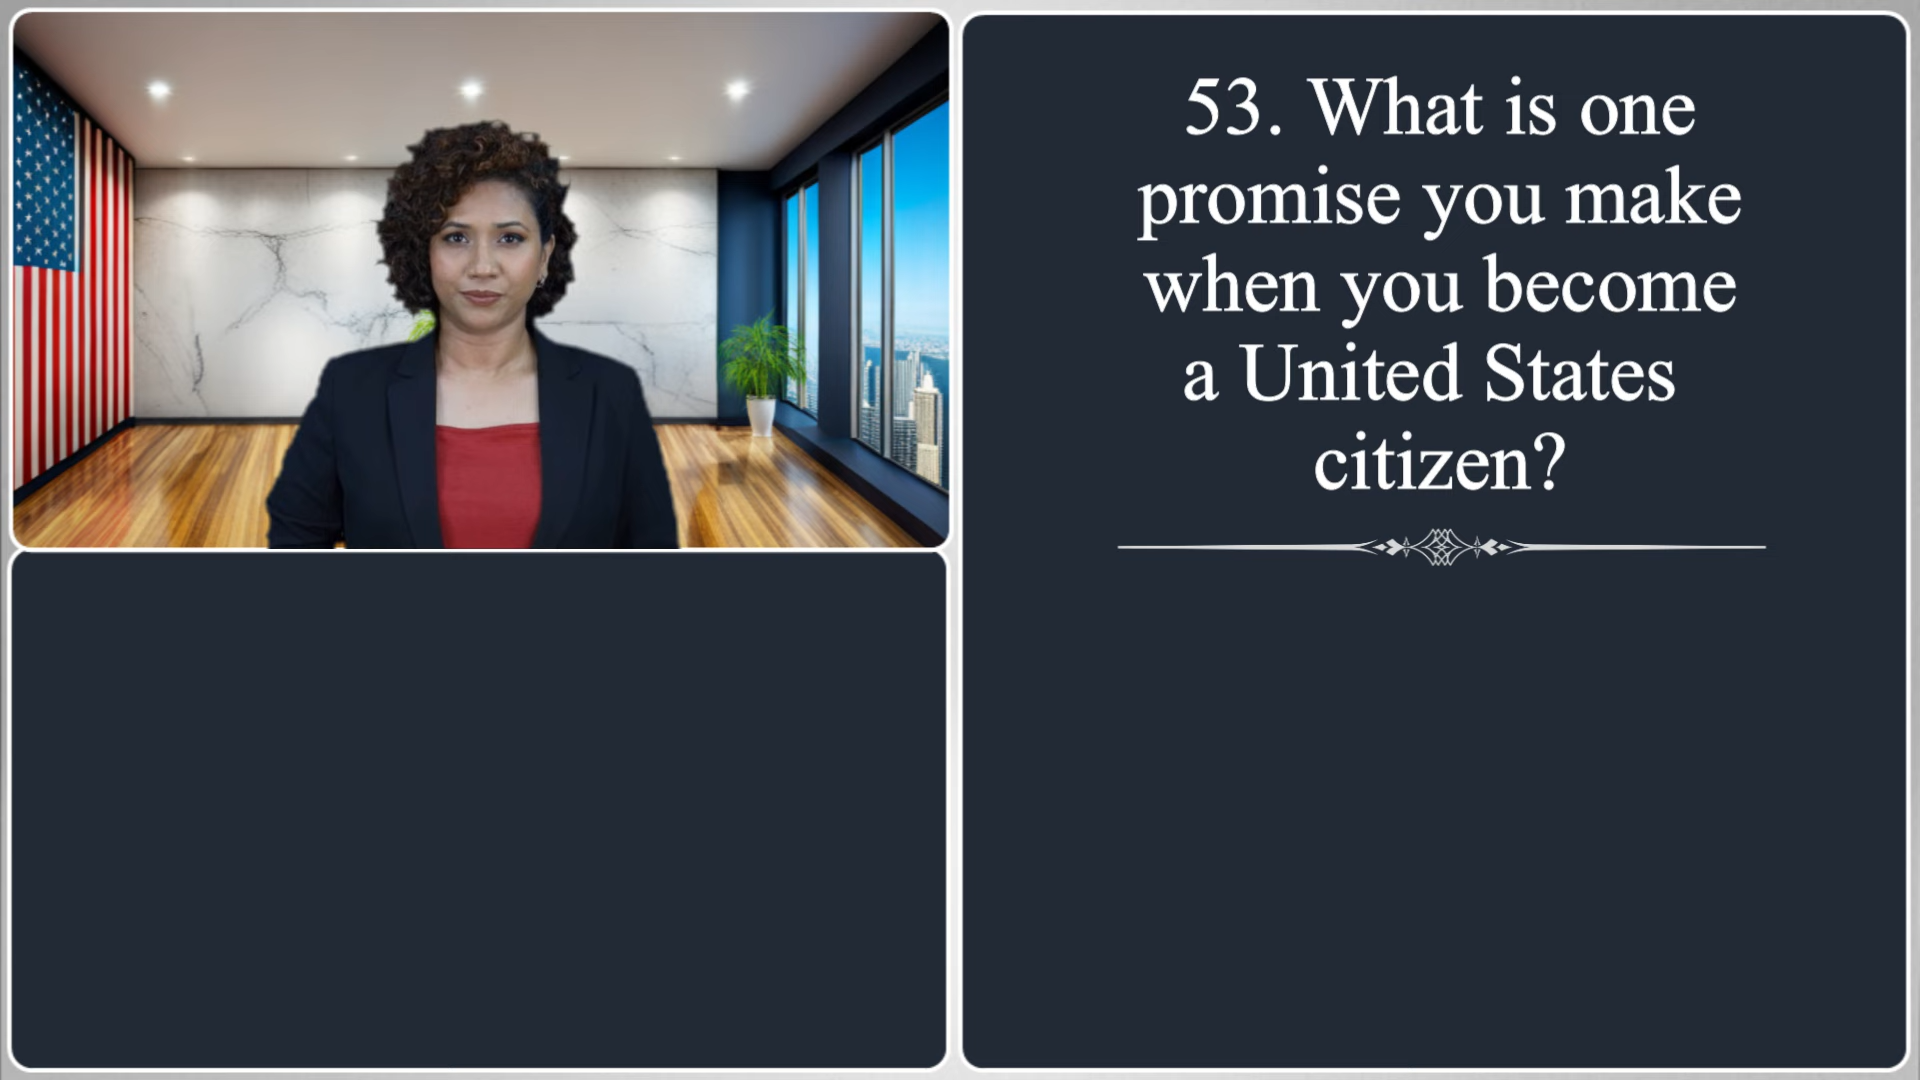 53. What is one
promise you make
when you become
a United States
citizen?